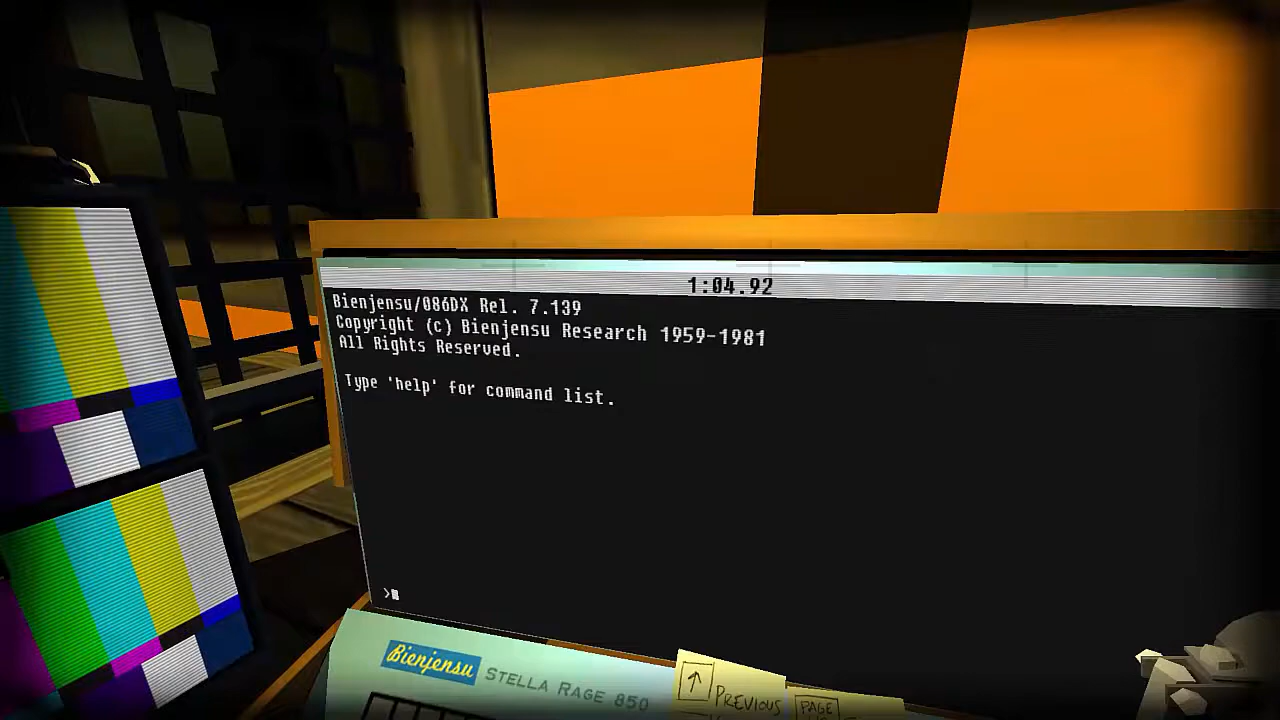 1:04.92
Bienjensu/086DX Rel. 7.139
Copyright (c) Bienjensu Research 1959-1981
All Rights Reserved.
Type 'help' for command list.
>
Bienjensu STELLA RAGE 850
↑ PREVIOUS
PAGE